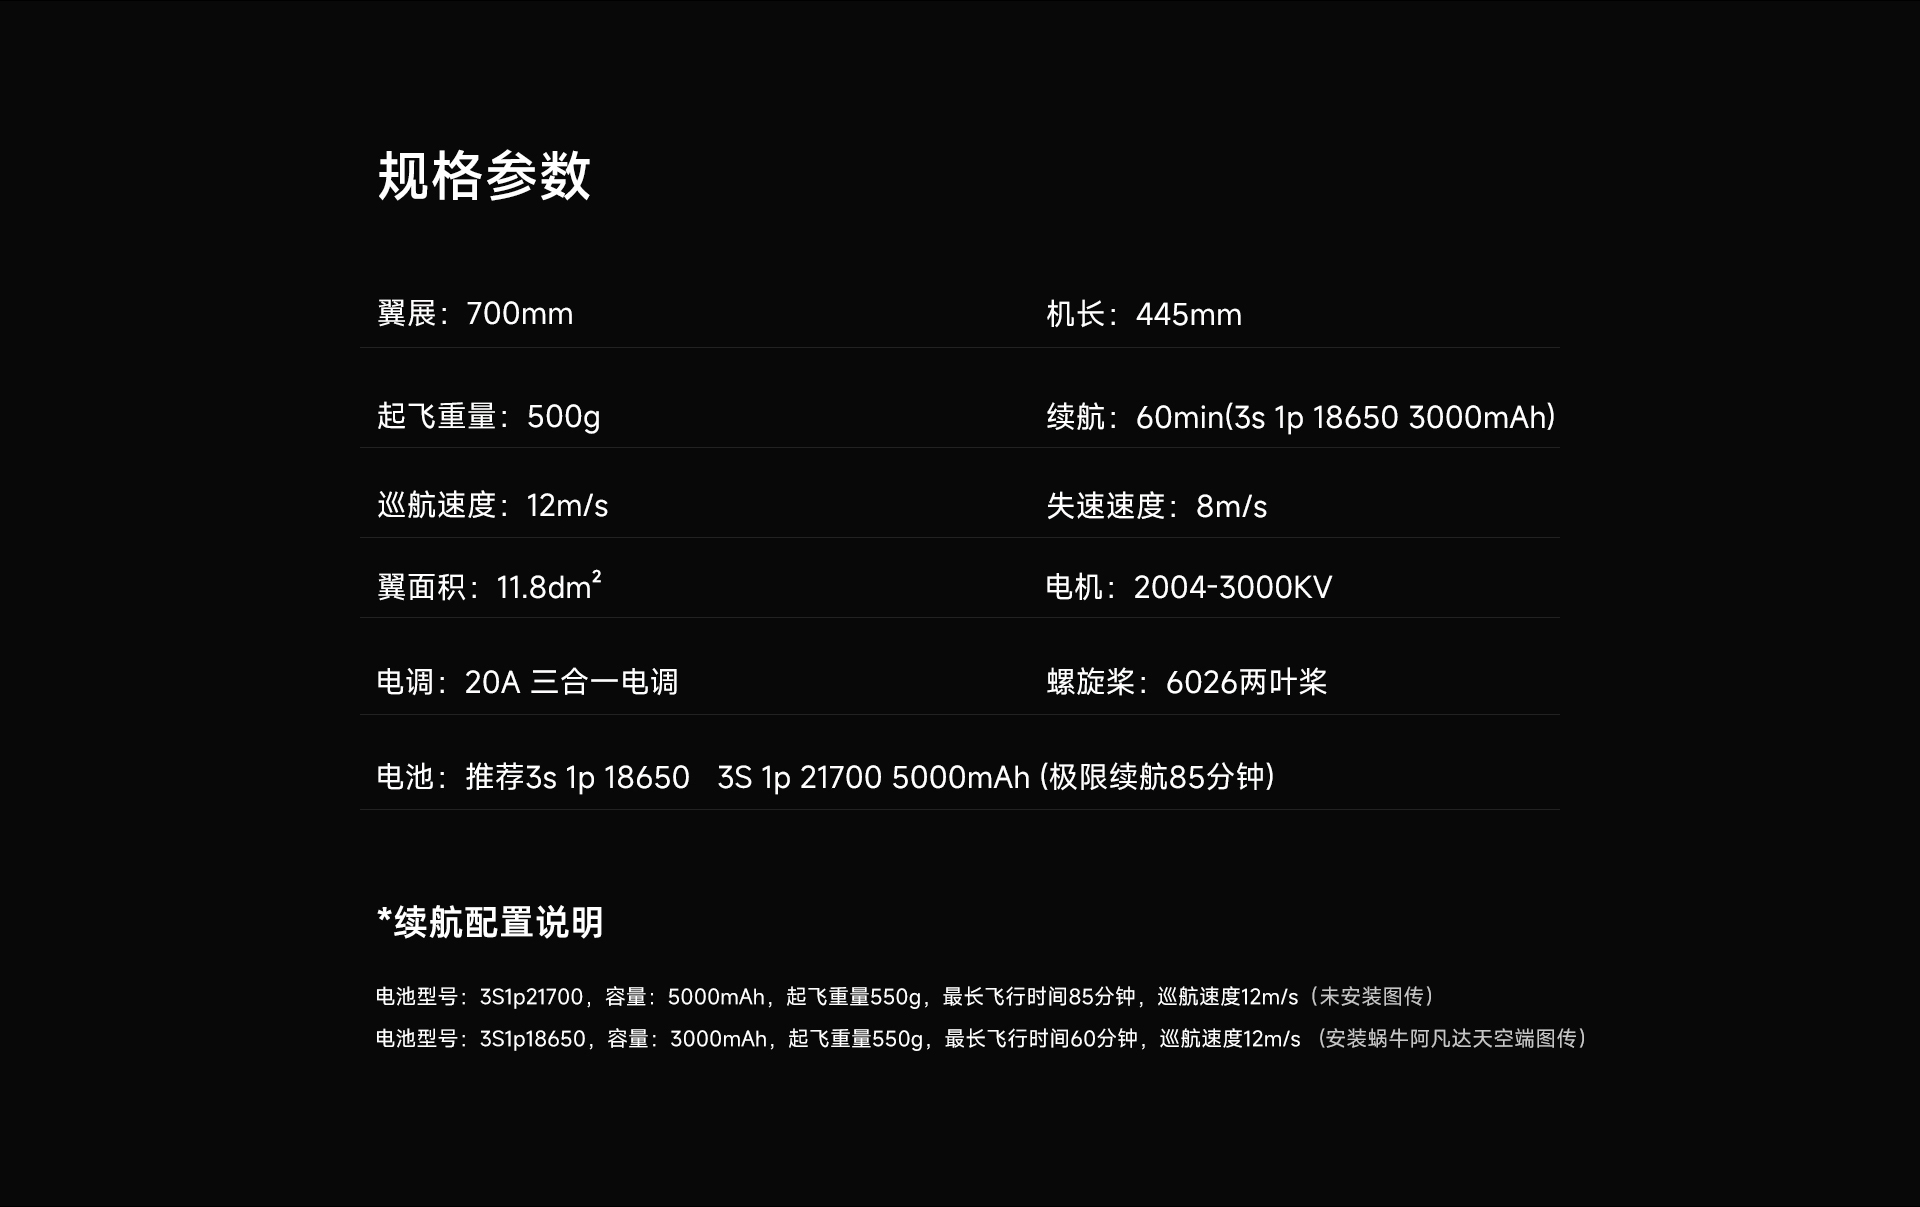 规格参数
翼展：700mm
机长：445mm
起飞重量：500g
续航：60min(3s 1p 18650 3000mAh)
巡航速度：12m/s
失速速度：8m/s
翼面积：11.8dm²
电机：2004-3000KV
电调：20A 三合一电调
螺旋桨：6026两叶桨
电池：推荐3s 1p 18650   3S 1p 21700 5000mAh (极限续航85分钟)
*续航配置说明
电池型号：3S1p21700，容量：5000mAh，起飞重量550g，最长飞行时间85分钟，巡航速度12m/s（未安装图传）
电池型号：3S1p18650，容量：3000mAh，起飞重量550g，最长飞行时间60分钟，巡航速度12m/s （安装蜗牛阿凡达天空端图传）